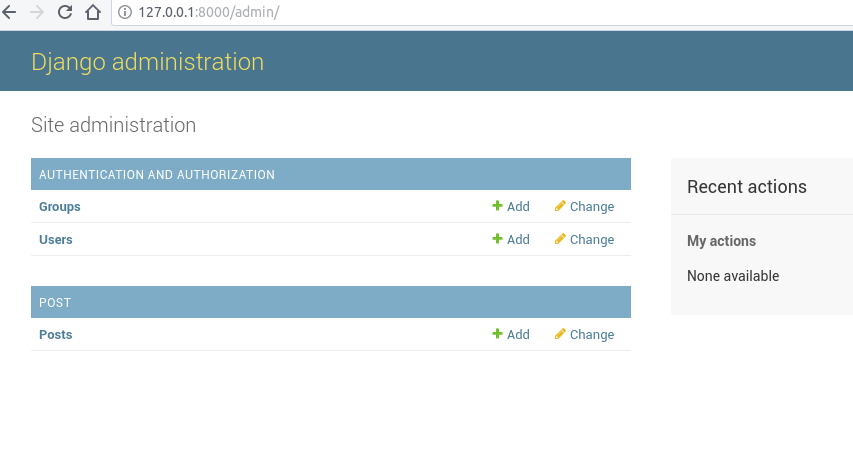 127.0.0.1:8000/admin/
Django administration
Site administration
AUTHENTICATION AND AUTHORIZATION
Groups Add Change
Users Add Change
POST
Posts Add Change
Recent actions
My actions
None available